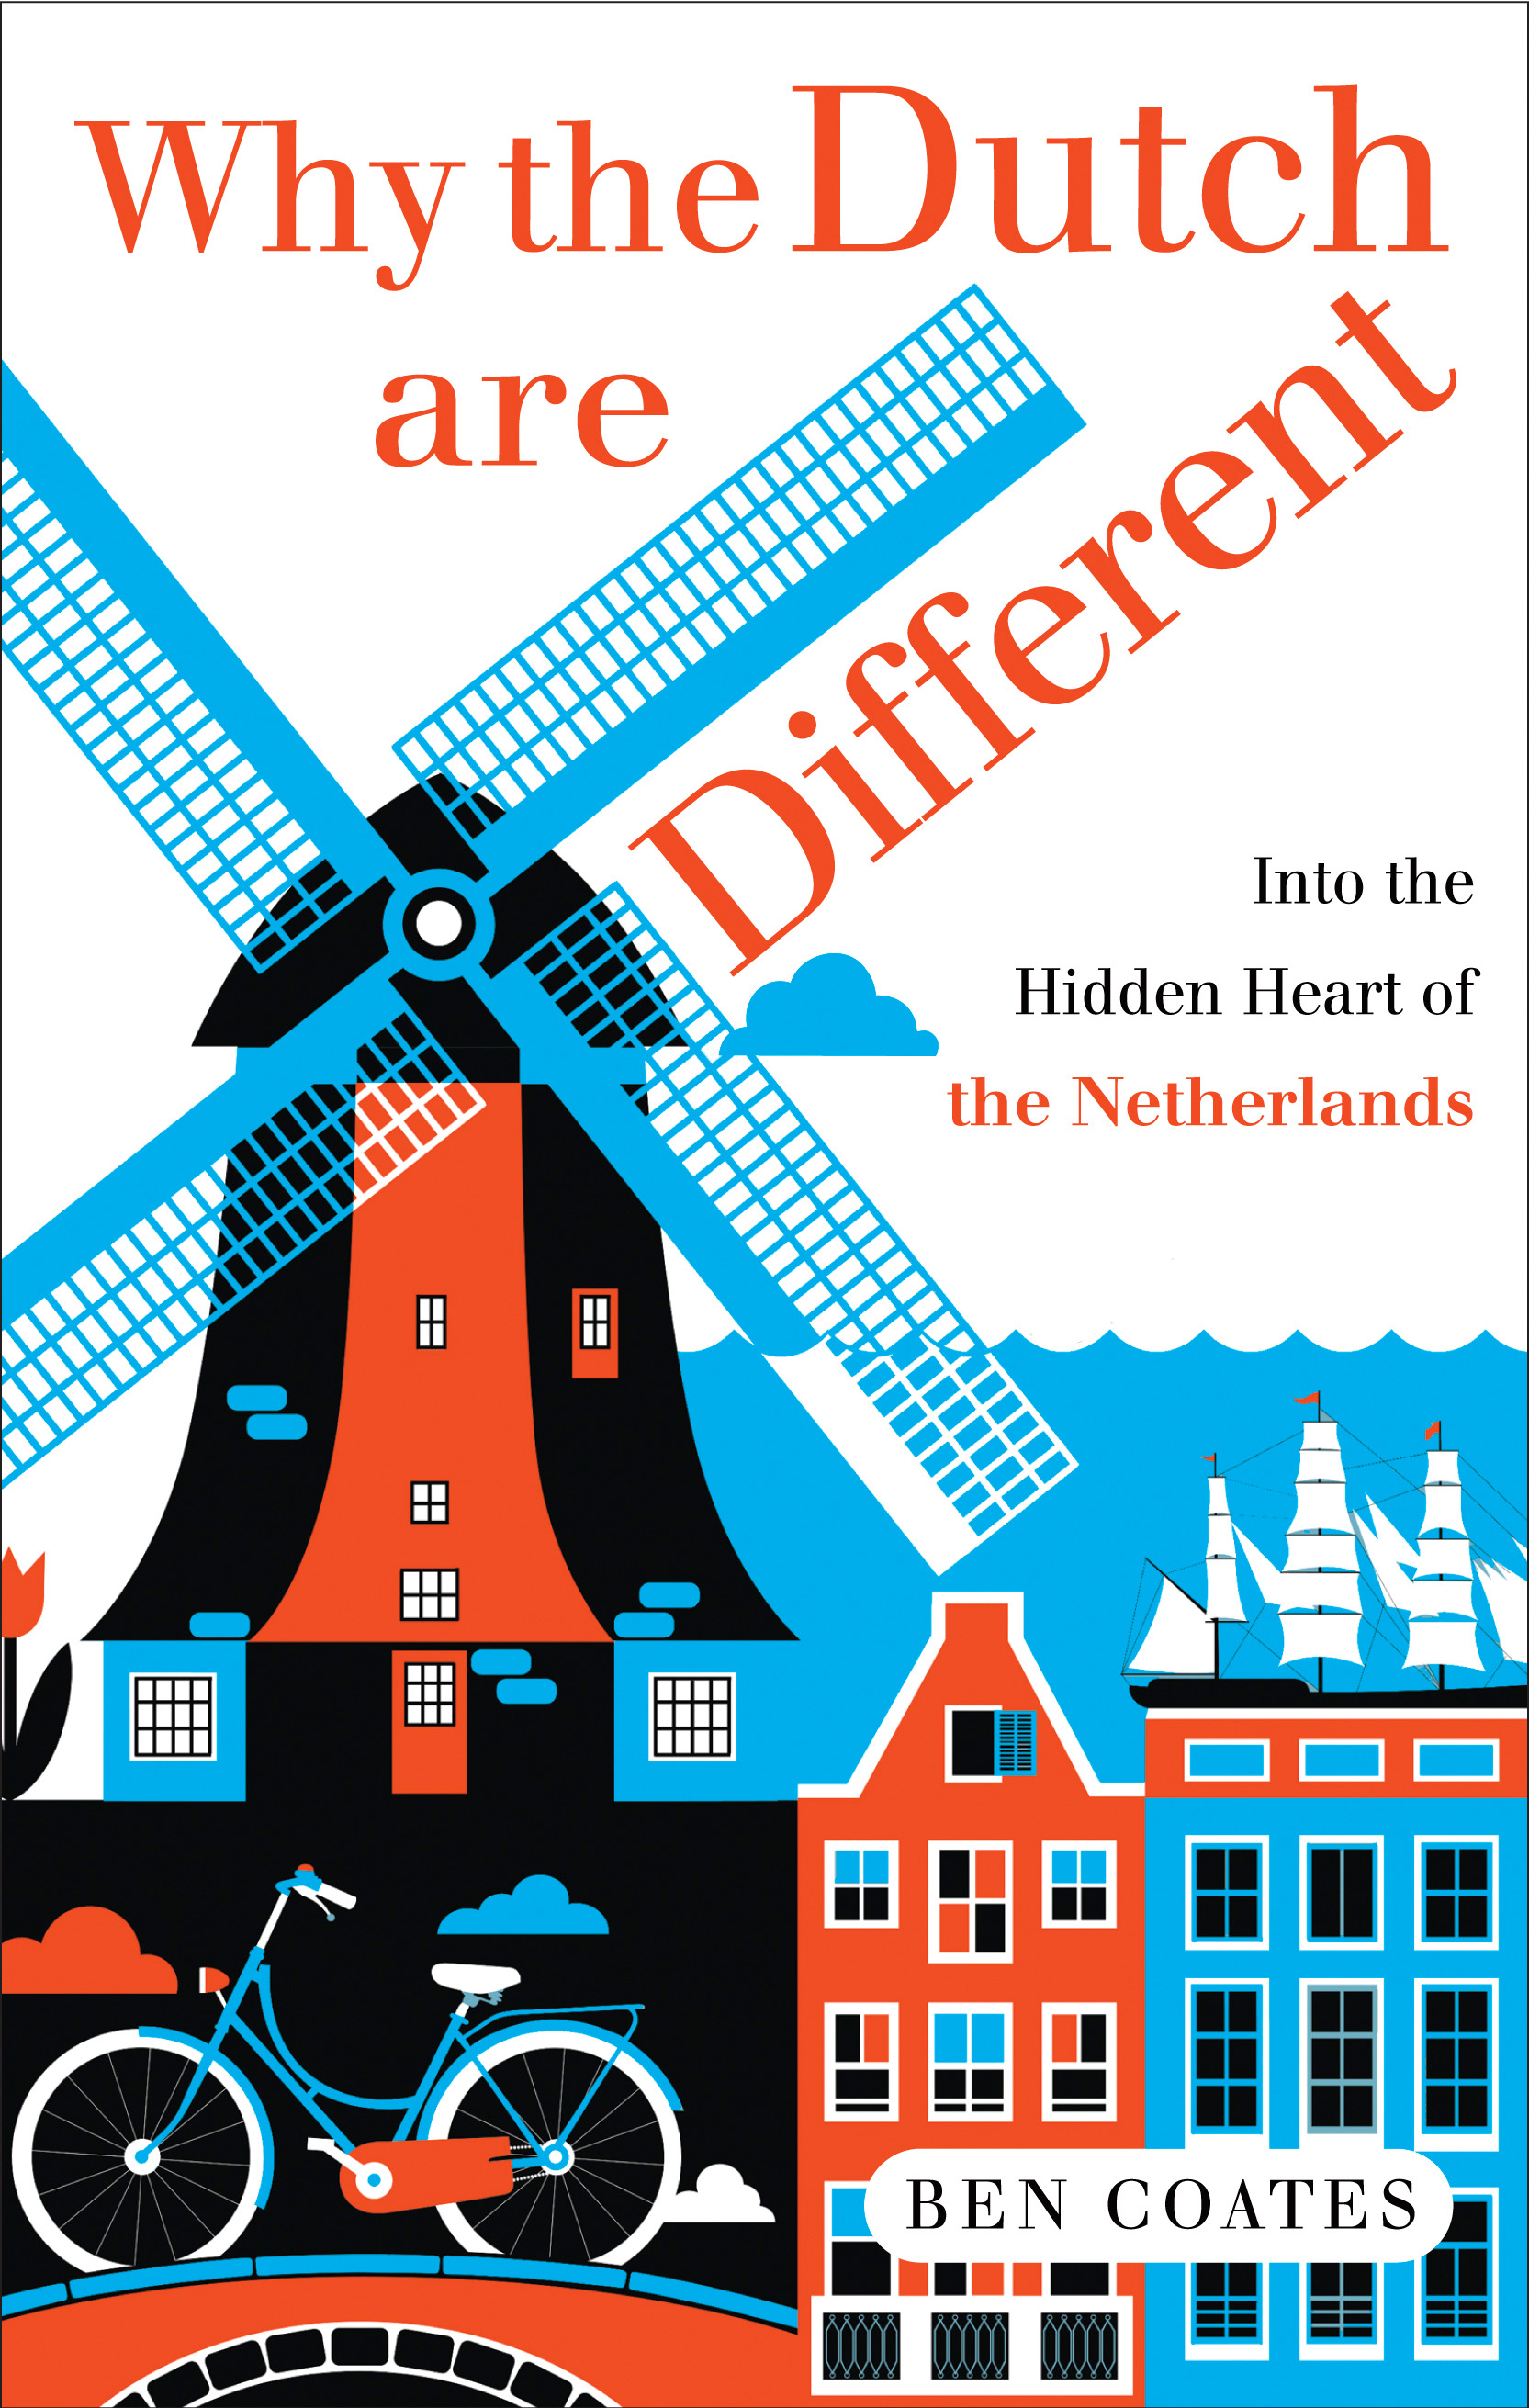 Why the Dutch
are
Different
Into the
Hidden Heart of
the Netherlands
BEN COATES